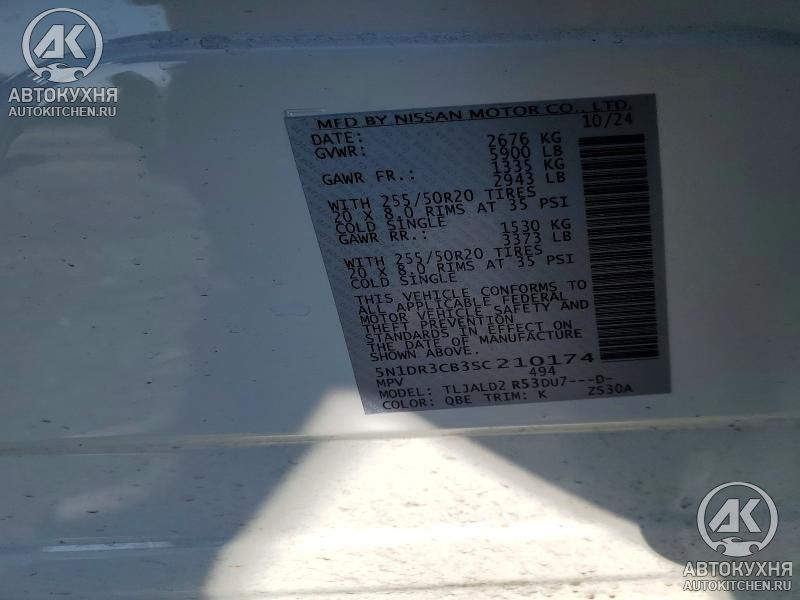 AK
АВТОКУХНЯ
AUTOKITCHEN.RU
MFD BY NISSAN MOTOR CO., LTD.
DATE: 10/24
GVWR: 2676 KG
5900 LB
GAWR FR.: 1335 KG
2943 LB
WITH 255/50R20 TIRES
20 X 8.0 RIMS AT 35 PSI
COLD SINGLE
GAWR RR.: 1530 KG
3373 LB
WITH 255/50R20 TIRES
20 X 8.0 RIMS AT 35 PSI
COLD SINGLE
THIS VEHICLE CONFORMS TO
ALL APPLICABLE FEDERAL
MOTOR VEHICLE SAFETY AND
THEFT PREVENTION
STANDARDS IN EFFECT ON
THE DATE OF MANUFACTURE
5N1DR3CB3SC210174
MPV 494
MODEL: TLJALD2 R53DU7---D-
COLOR: QBE TRIM: K ZS30A
AK
АВТОКУХНЯ
AUTOKITCHEN.RU